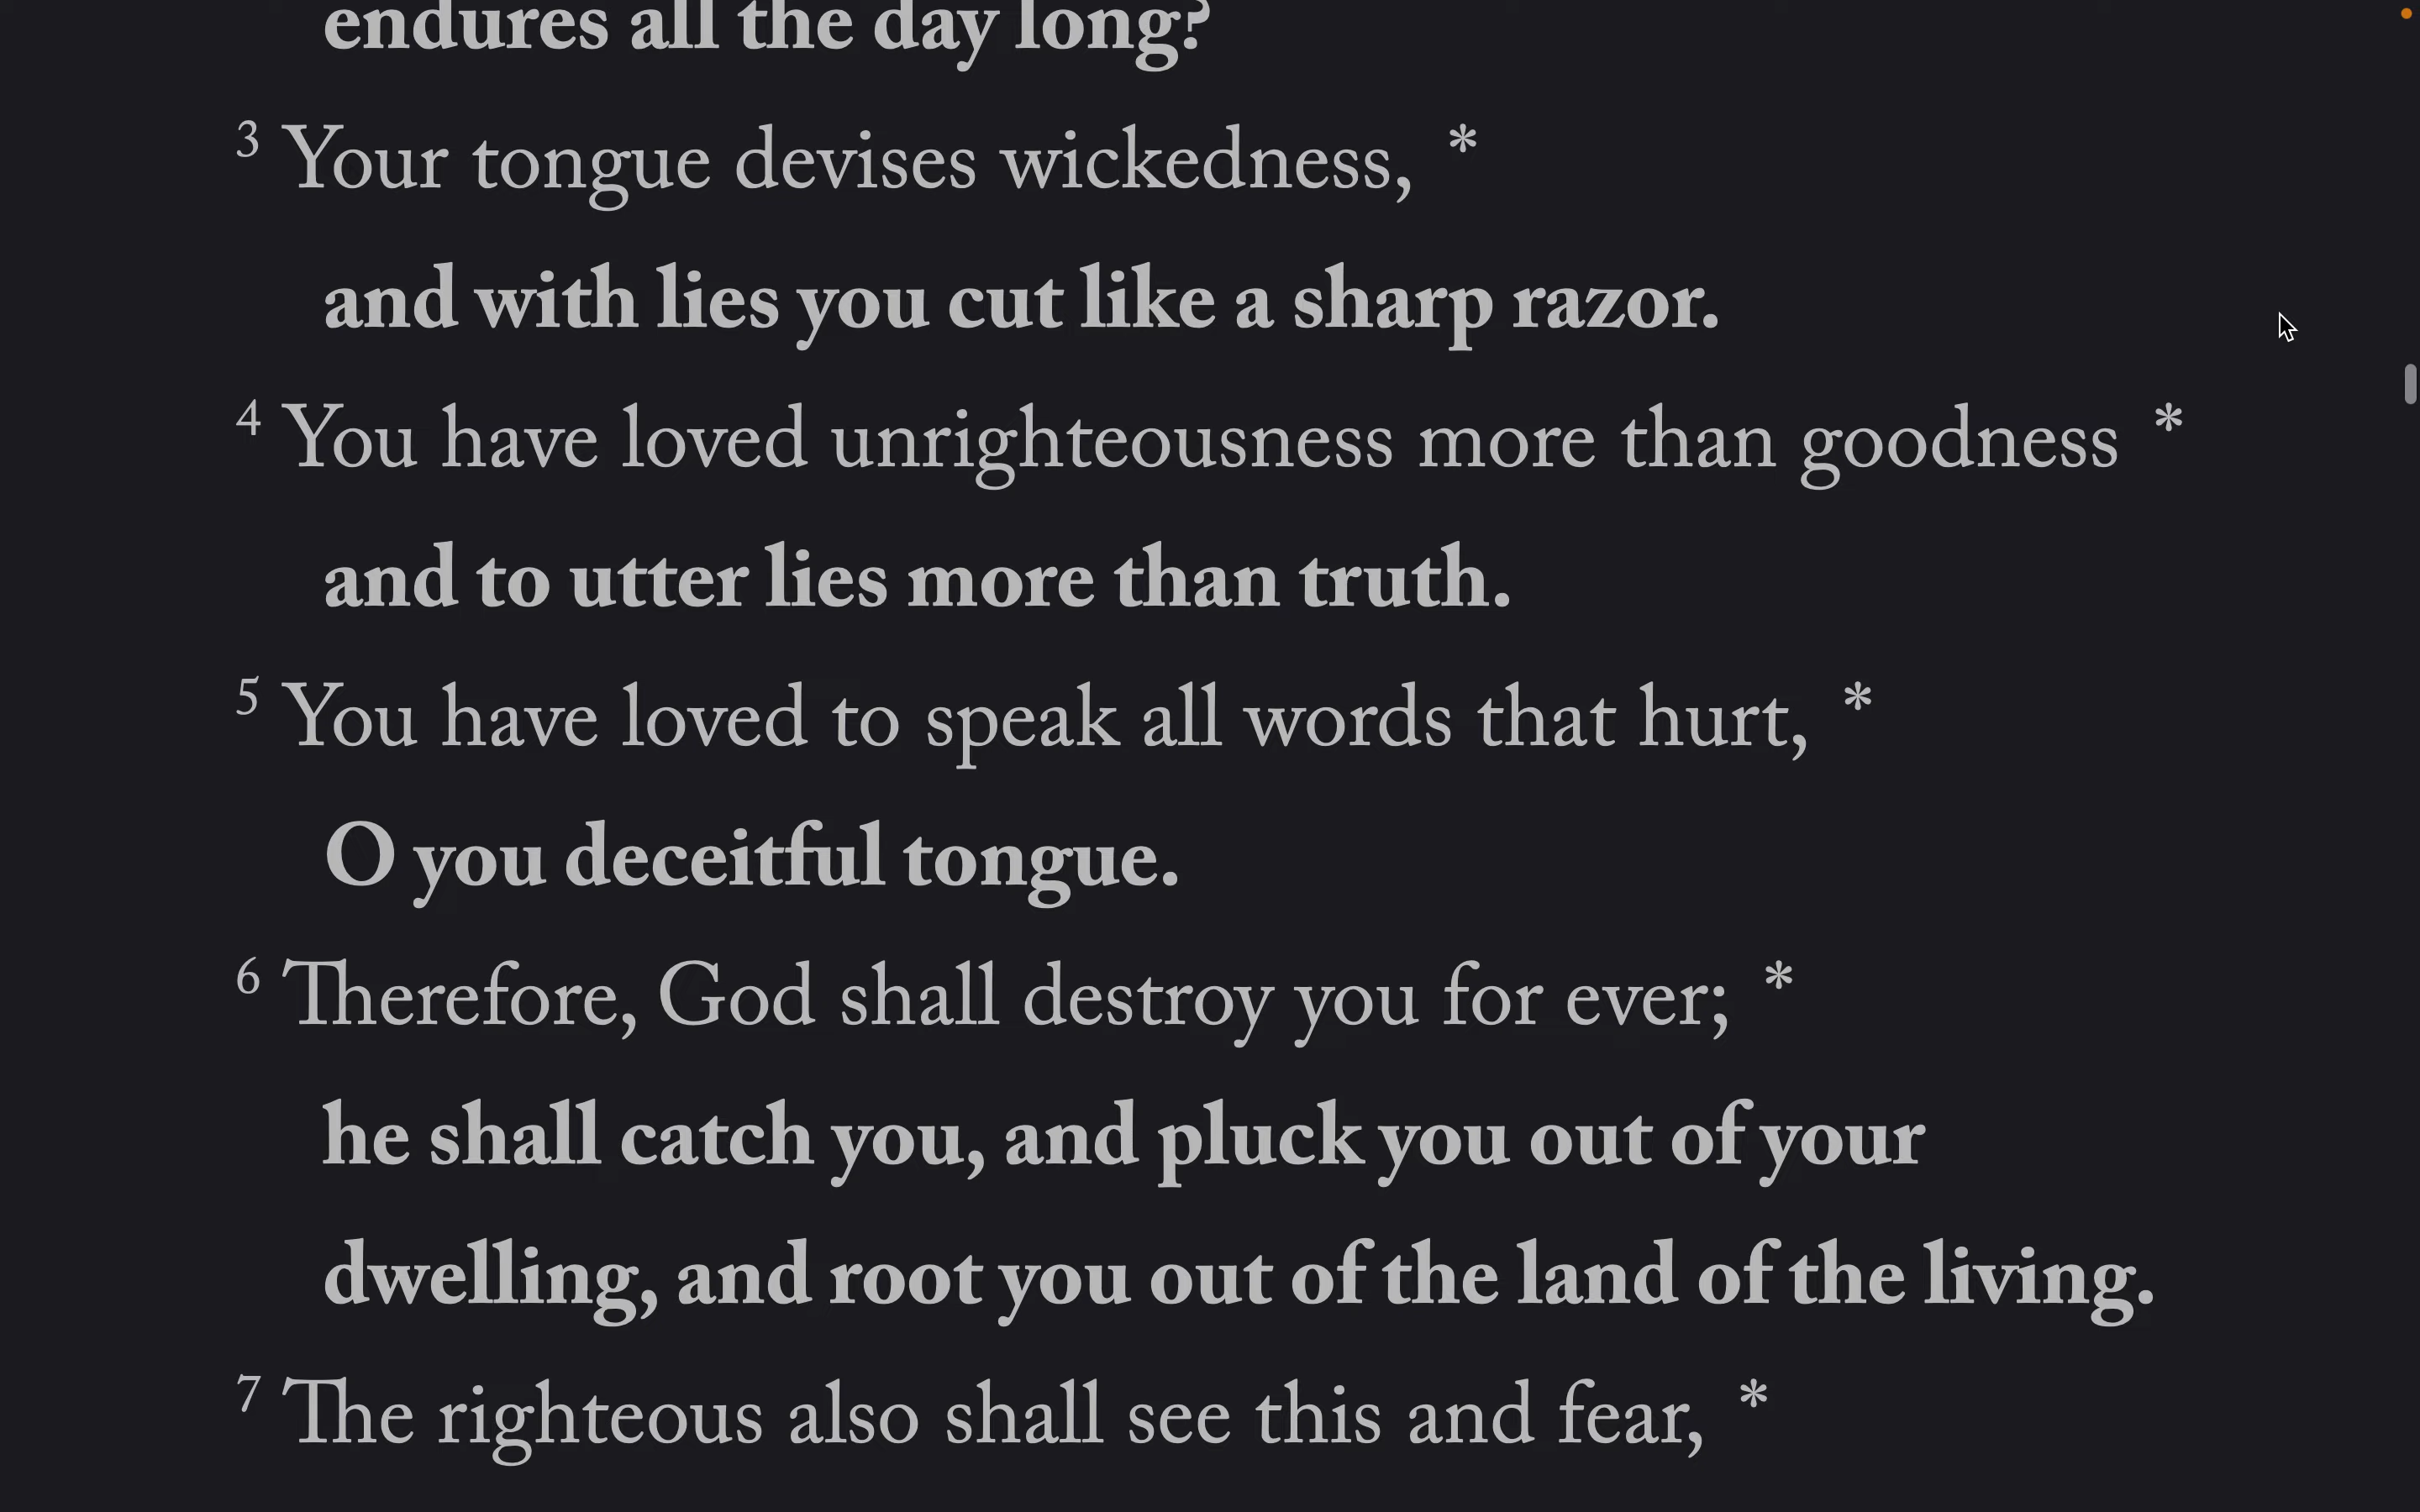 endures all the day long?
3 Your tongue devises wickedness, *
and with lies you cut like a sharp razor.
4 You have loved unrighteousness more than goodness *
and to utter lies more than truth.
5 You have loved to speak all words that hurt, *
O you deceitful tongue.
6 Therefore, God shall destroy you for ever; *
he shall catch you, and pluck you out of your
dwelling, and root you out of the land of the living.
7 The righteous also shall see this and fear, *